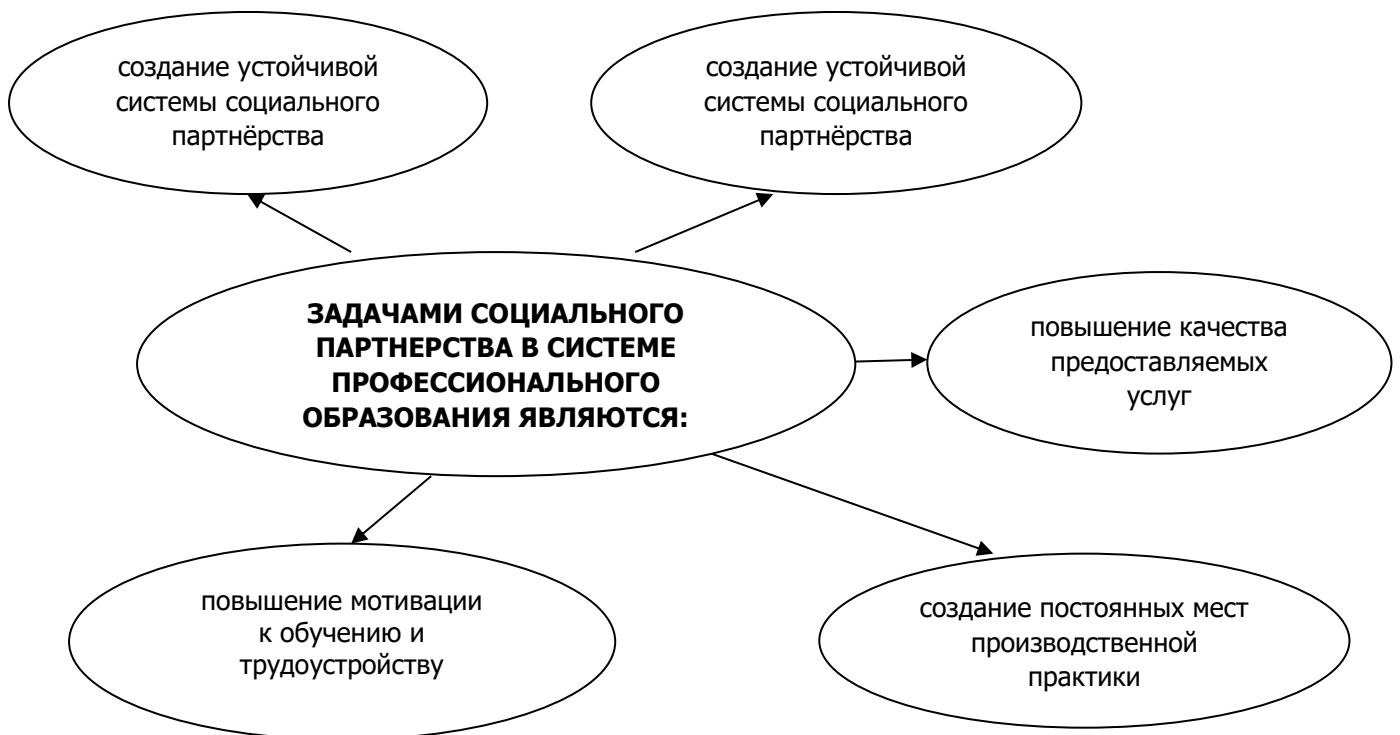 создание устойчивой
системы социального
партнёрства
создание устойчивой
системы социального
партнёрства
ЗАДАЧАМИ СОЦИАЛЬНОГО
ПАРТНЕРСТВА В СИСТЕМЕ
ПРОФЕССИОНАЛЬНОГО
ОБРАЗОВАНИЯ ЯВЛЯЮТСЯ:
повышение качества
предоставляемых
услуг
повышение мотивации
к обучению и
трудоустройству
создание постоянных мест
производственной
практики